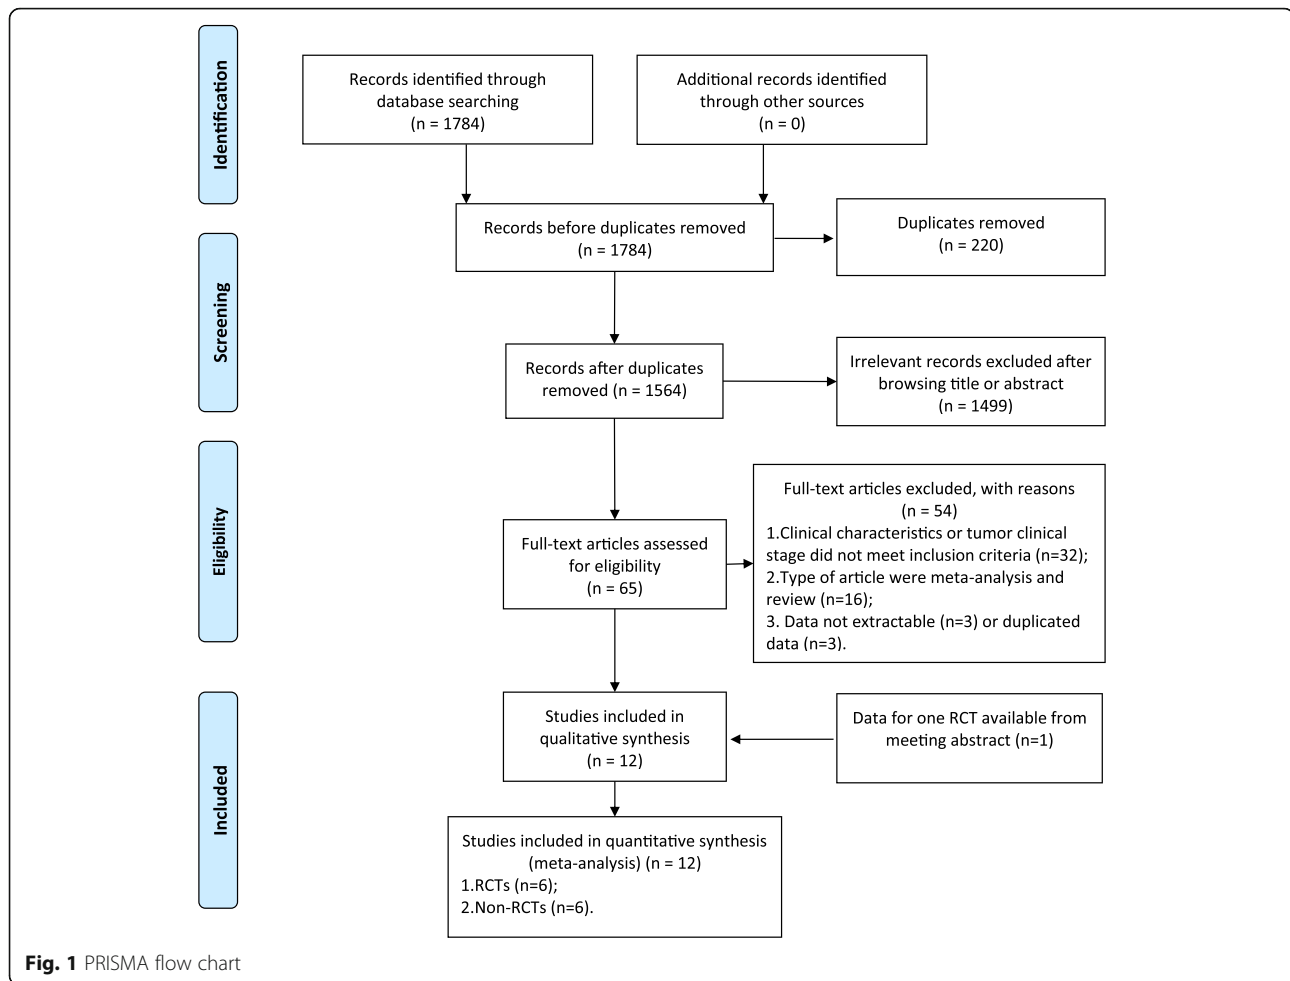 Identification
Records identified through
database searching
(n = 1784)
Additional records identified
through other sources
(n = 0)
Records before duplicates removed
(n = 1784)
Duplicates removed
(n = 220)
Screening
Records after duplicates
removed (n = 1564)
Irrelevant records excluded after
browsing title or abstract
(n = 1499)
Eligibility
Full-text articles assessed
for eligibility
(n = 65)
Full-text articles excluded, with reasons
(n = 54)
1.Clinical characteristics or tumor clinical
stage did not meet inclusion criteria (n=32);
2.Type of article were meta-analysis and
review (n=16);
3. Data not extractable (n=3) or duplicated
data (n=3).
Included
Studies included in
qualitative synthesis
(n = 12)
Data for one RCT available from
meeting abstract (n=1)
Studies included in quantitative synthesis
(meta-analysis) (n = 12)
1.RCTs (n=6);
2.Non-RCTs (n=6).
Fig. 1 PRISMA flow chart